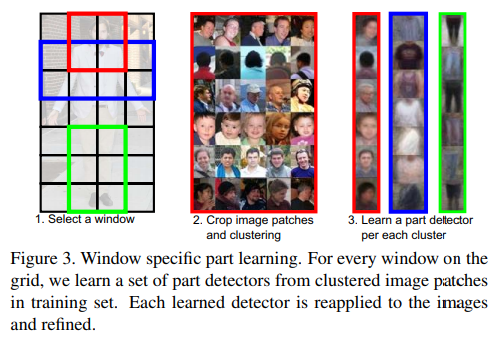 1. Select a window
2. Crop image patches
and clustering
3. Learn a part detector
per each cluster
Figure 3. Window specific part learning. For every window on the
grid, we learn a set of part detectors from clustered image patches
in training set. Each learned detector is reapplied to the images
and refined.